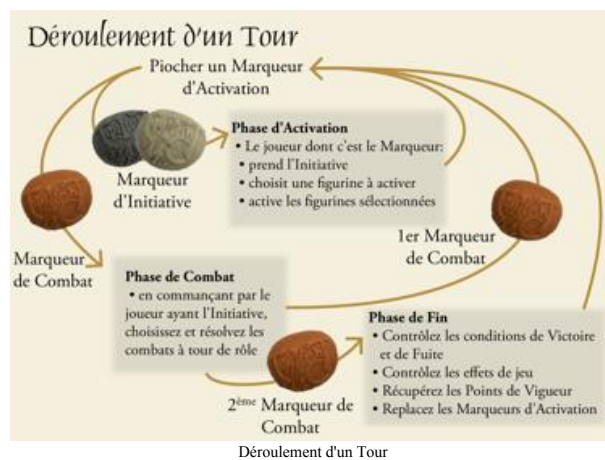 Déroulement d'un Tour
Piocher un Marqueur
d'Activation
Marqueur
d'Initiative
Phase d'Activation
• Le joueur dont c'est le Marqueur:
• prend l'Initiative
• choisit une figurine à activer
• active les figurines sélectionnées
Marqueur
de Combat
1er Marqueur
de Combat
Phase de Combat
• en commançant par le
joueur ayant l'Initiative,
choisissez et résolvez les
combats à tour de rôle
2ème Marqueur de
Combat
Phase de Fin
• Contrôlez les conditions de Victoire
et de Fuite
• Contrôlez les effets de jeu
• Récupérez les Points de Vigueur
• Replacez les Marqueurs d'Activation
Déroulement d'un Tour